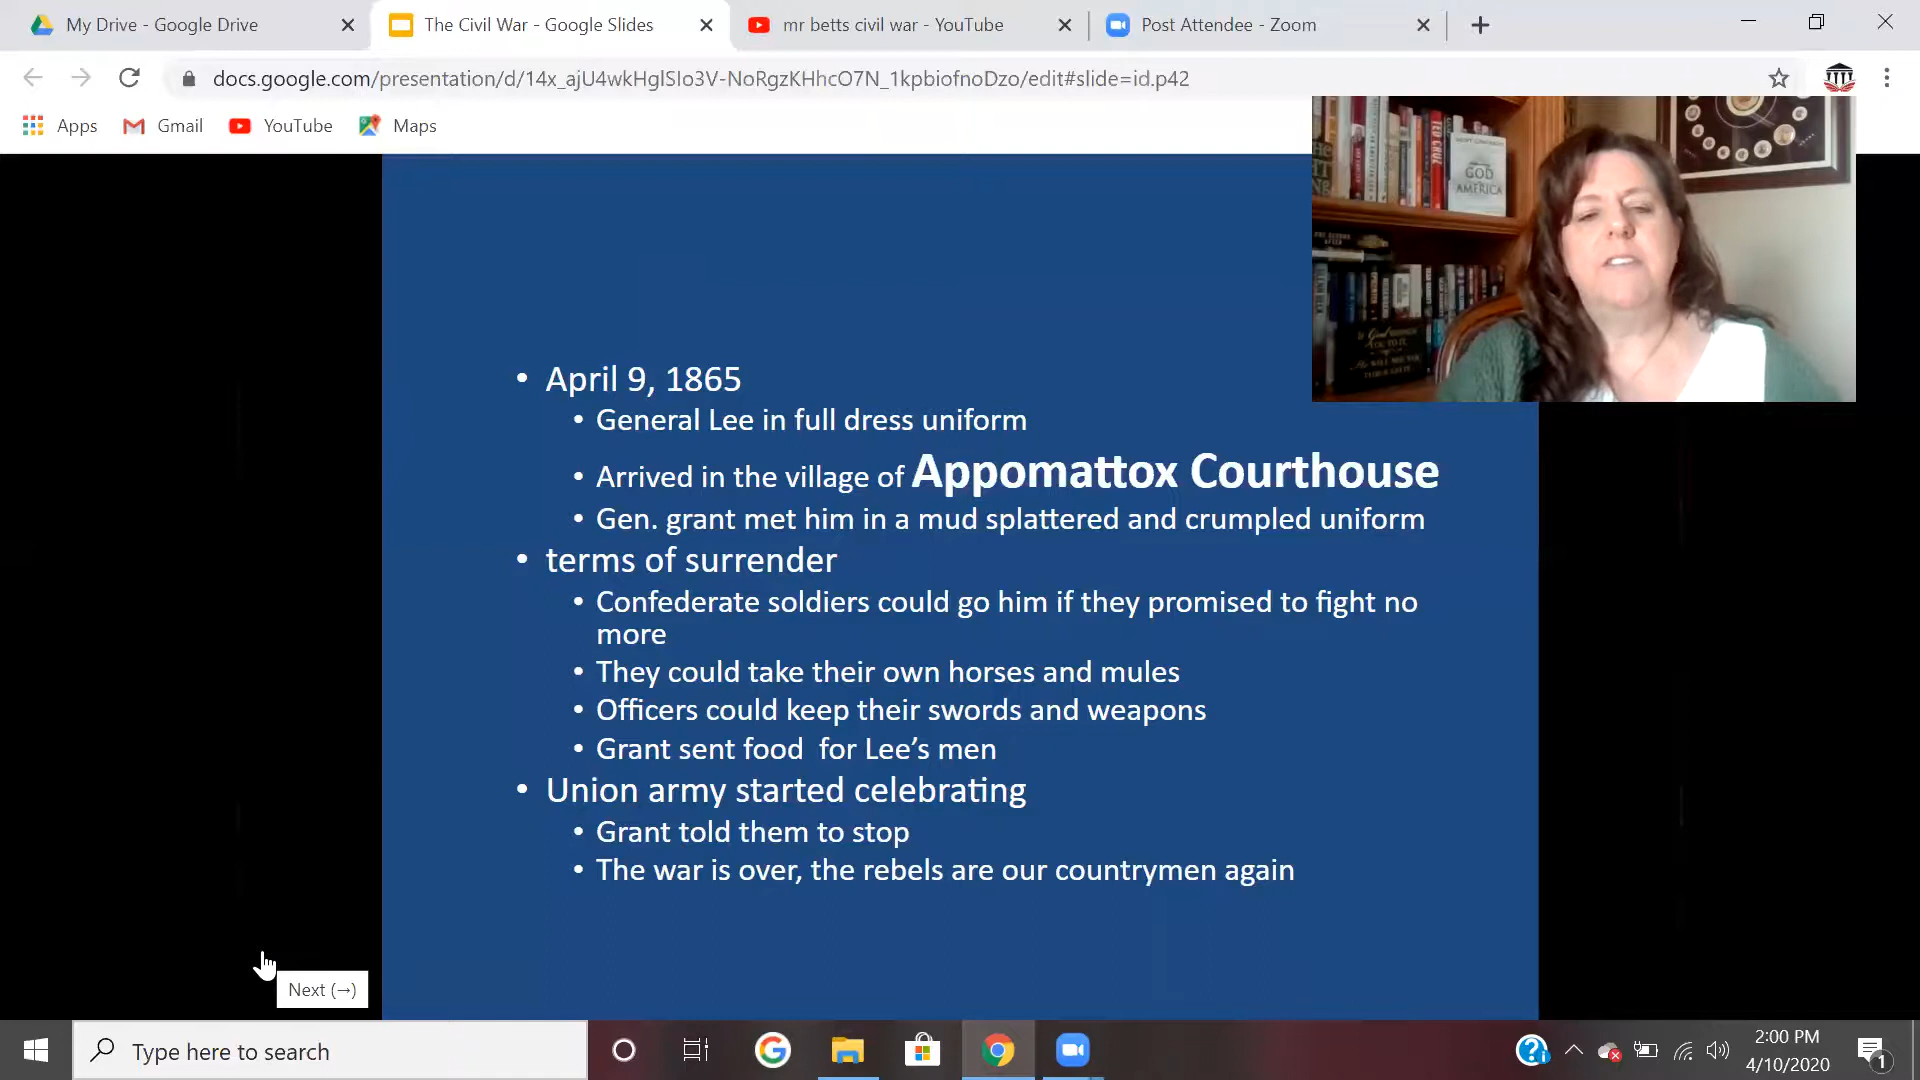 My Drive - Google Drive
The Civil War - Google Slides
mr betts civil war - YouTube
Post Attendee - Zoom
docs.google.com/presentation/d/14x_ajU4wkHglSIo3V-NoRgzKHhcO7N_1kpbiofnoDzo/edit#slide=id.p42
Apps
Gmail
YouTube
Maps
TED CRUZ
GOD
AMERICA
• April 9, 1865
• General Lee in full dress uniform
• Arrived in the village of Appomattox Courthouse
• Gen. grant met him in a mud splattered and crumpled uniform
• terms of surrender
• Confederate soldiers could go him if they promised to fight no
more
• They could take their own horses and mules
• Officers could keep their swords and weapons
• Grant sent food  for Lee’s men
• Union army started celebrating
• Grant told them to stop
• The war is over, the rebels are our countrymen again
Next (→)
Type here to search
2:00 PM
4/10/2020
1